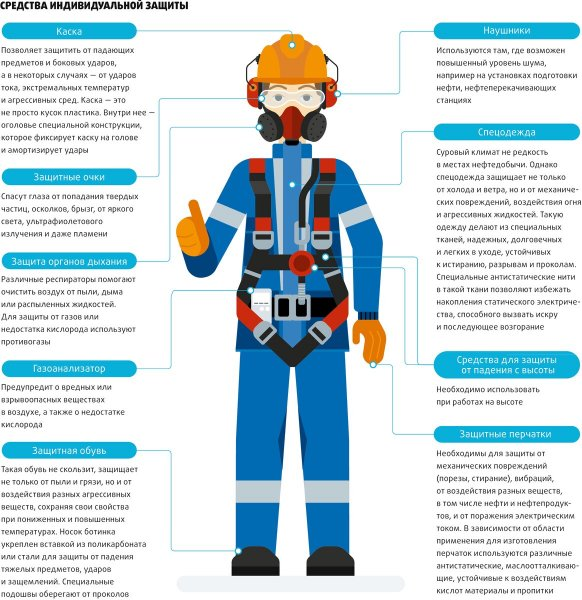 СРЕДСТВА ИНДИВИДУАЛЬНОЙ ЗАЩИТЫ
Каска
Позволяет защитить от падающих
предметов и боковых ударов,
а в некоторых случаях — от ударов
тока, экстремальных температур
и агрессивных сред. Каска — это
не просто кусок пластика. Внутри нее —
оголовье специальной конструкции,
которое фиксирует каску на голове
и амортизирует удары
Защитные очки
Спасут глаза от попадания твердых
частиц, осколков, брызг, от яркого
света, ультрафиолетового
излучения и даже пламени
Защита органов дыхания
Различные респираторы помогают
очистить воздух от пыли, дыма
или распыленных жидкостей.
Для защиты от газов или
недостатка кислорода используют
противогазы
Газоанализатор
Предупредит о вредных или
взрывоопасных веществах
в воздухе, а также о недостатке
кислорода
Защитная обувь
Такая обувь не скользит, защищает
не только от пыли и грязи, но и от
воздействия разных агрессивных
веществ, сохраняя свои свойства
при пониженных и повышенных
температурах. Носок ботинка
укреплен вставкой из поликарбоната
или стали для защиты от падения
тяжелых предметов, ударов
и защемлений. Специальные
подошвы оберегают от проколов
Наушники
Используются там, где возможен
повышенный уровень шума,
например на установках подготовки
нефти, нефтеперекачивающих
станциях
Спецодежда
Суровый климат не редкость
в местах нефтедобычи. Однако
спецодежда защищает не только
от холода и ветра, но и от механиче-
ских повреждений, воздействия огня
и агрессивных жидкостей. Такую
одежду делают из специальных
тканей, надежных, долговечных
и легких в уходе, устойчивых
к истиранию, разрывам и проколам.
Специальные антистатические нити
в такой ткани позволяют избежать
накопления статического электриче-
ства, способного вызвать искру
и последующее возгорание
Средства для защиты
от падения с высоты
Необходимо использовать
при работах на высоте
Защитные перчатки
Необходимы для защиты от
механических повреждений
(порезы, стирание), вибраций,
от воздействия разных веществ,
в том числе нефти и нефтепродук-
тов, и от поражения электрическим
током. В зависимости от области
применения для изготовления
перчаток используются различные
антистатические, маслоотталкиваю-
щие, устойчивые к воздействиям
кислот материалы и пропитки